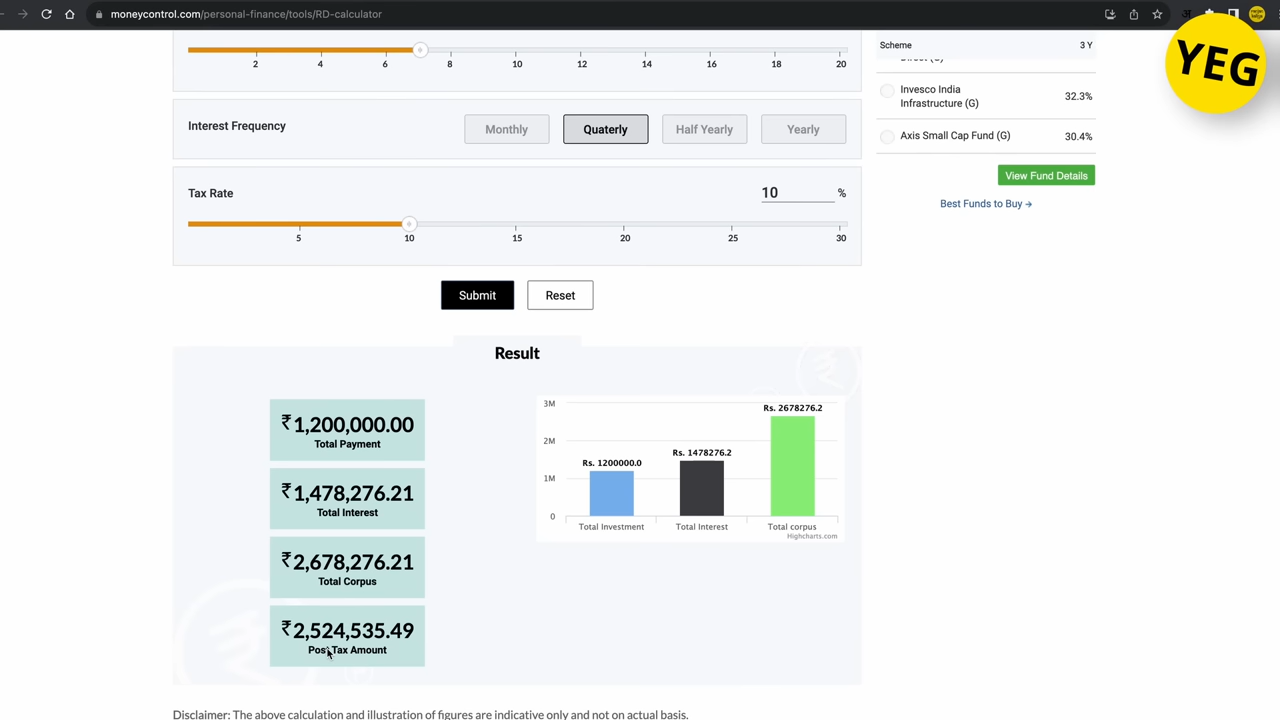 moneycontrol.com/personal-finance/tools/RD-calculator
YEG
2 4 6 8 10 12 14 16 18 20
Interest Frequency
Monthly
Quaterly
Half Yearly
Yearly
Tax Rate
10 %
5 10 15 20 25 30
Submit
Reset
Scheme 3 Y
Direct (G)
Invesco India
Infrastructure (G) 32.3%
Axis Small Cap Fund (G) 30.4%
View Fund Details
Best Funds to Buy →
Result
₹1,200,000.00
Total Payment
₹1,478,276.21
Total Interest
₹2,678,276.21
Total Corpus
₹2,524,535.49
Post Tax Amount
3M
2M
1M
0
Rs. 1200000.0
Rs. 1478276.2
Rs. 2678276.2
Total Investment
Total Interest
Total corpus
Highcharts.com
Disclaimer: The above calculation and illustration of figures are indicative only and not on actual basis.